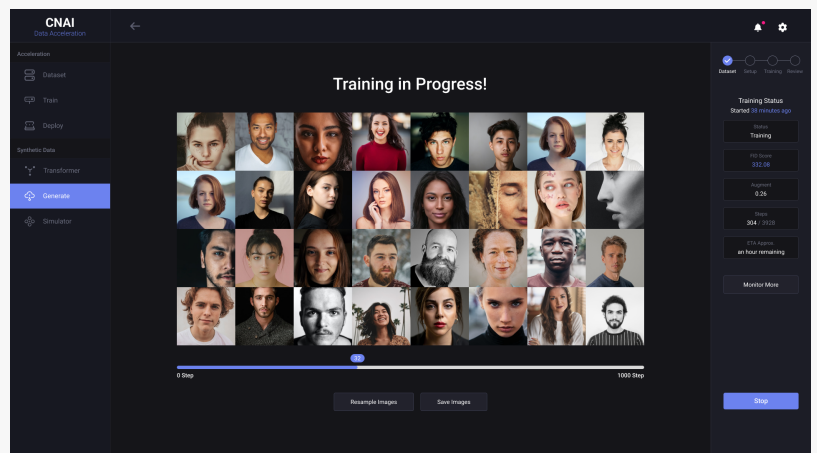 CNAI
Data Acceleration
Acceleration
Dataset
Train
Deploy
Synthetic Data
Transformer
Generate
Simulator
Training in Progress!
32
0 Step
1000 Step
Resample Images
Save Images
Dataset Setup Training Review
Training Status
Started 38 minutes ago
Status
Training
FID Score
332.08
Augment
0.26
Steps
304 / 3928
ETA Approx
an hour remaining
Monitor More
Stop